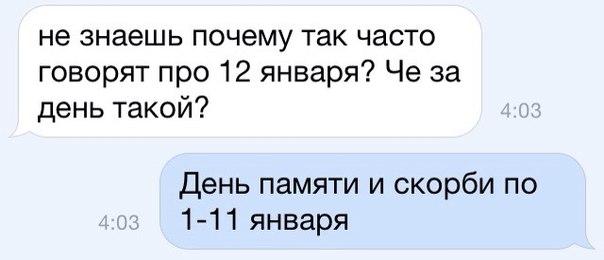 не знаешь почему так часто
говорят про 12 января? Че за
день такой?
4:03
День памяти и скорби по
1-11 января
4:03